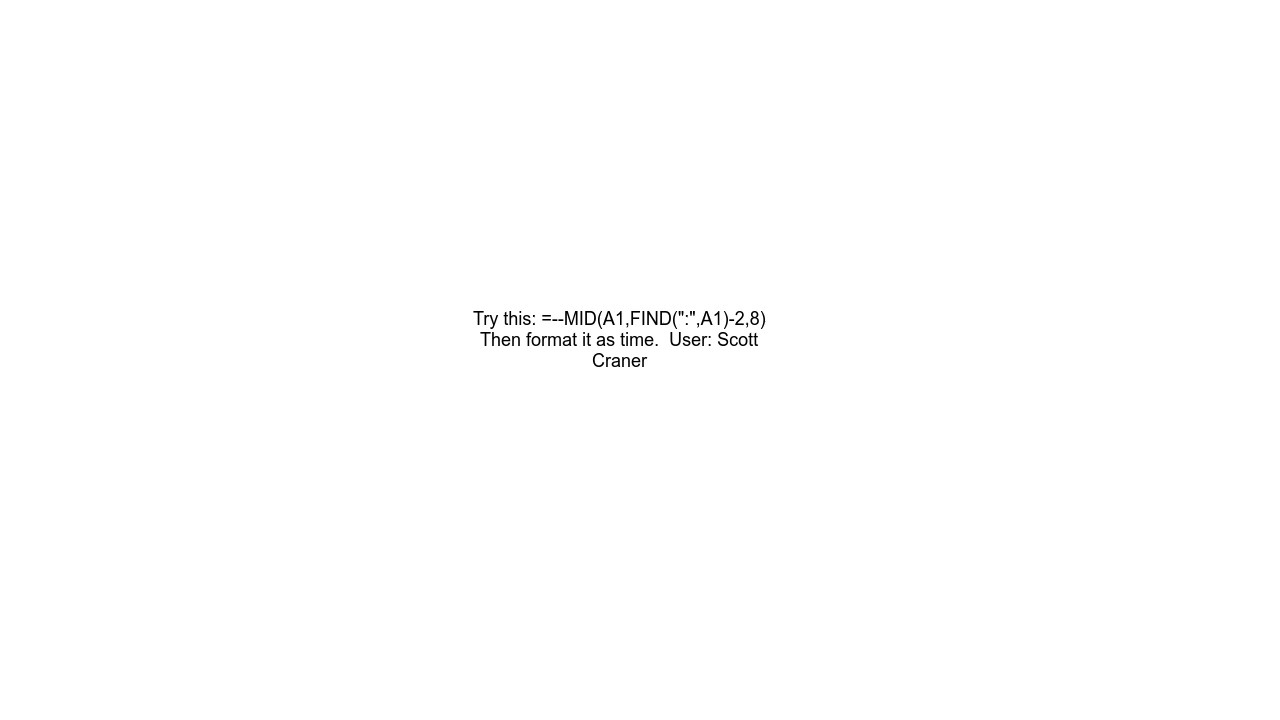 Try this: =--MID(A1,FIND(":",A1)-2,8)
Then format it as time.  User: Scott
Craner